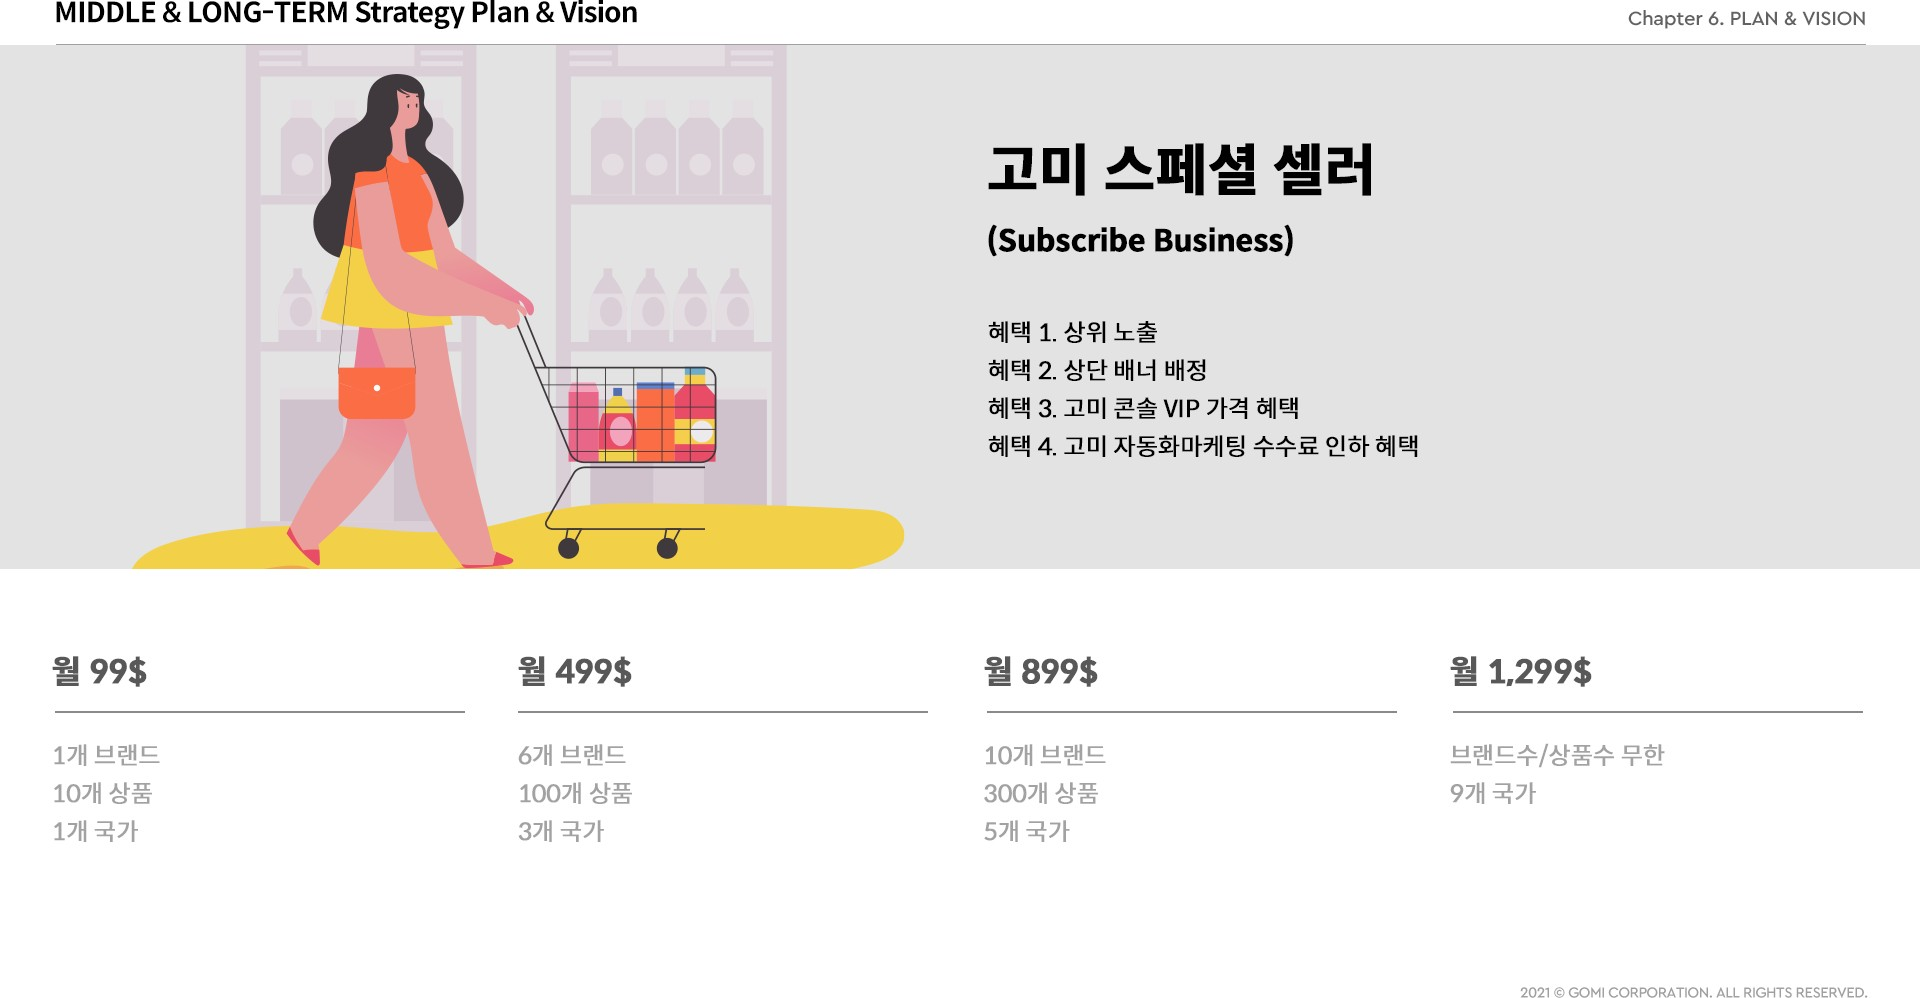 MIDDLE & LONG-TERM Strategy Plan & Vision
Chapter 6. PLAN & VISION
고미 스페셜 셀러
(Subscribe Business)
혜택 1. 상위 노출
혜택 2. 상단 배너 배정
혜택 3. 고미 콘솔 VIP 가격 혜택
혜택 4. 고미 자동화마케팅 수수료 인하 혜택
월 99$
1개 브랜드
10개 상품
1개 국가
월 499$
6개 브랜드
100개 상품
3개 국가
월 899$
10개 브랜드
300개 상품
5개 국가
월 1,299$
브랜드수/상품수 무한
9개 국가
2021 © GOMI CORPORATION. ALL RIGHTS RESERVED.